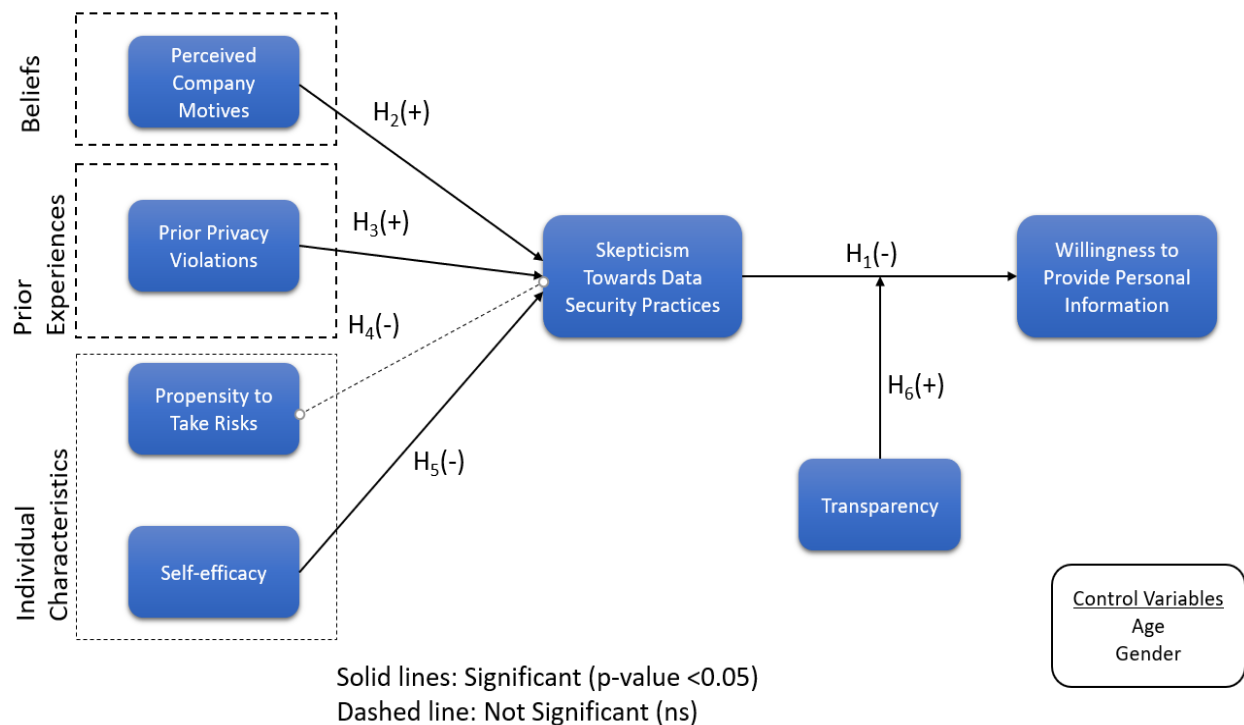 Beliefs
Perceived
Company
Motives
H₂(+)
Prior
Experiences
Prior Privacy
Violations
H₃(+)
H₄(-)
Individual
Characteristics
Propensity to
Take Risks
Self-efficacy
H₅(-)
Skepticism
Towards Data
Security Practices
H₁(-)
Willingness to
Provide Personal
Information
H₆(+)
Transparency
Control Variables
Age
Gender
Solid lines: Significant (p-value <0.05)
Dashed line: Not Significant (ns)